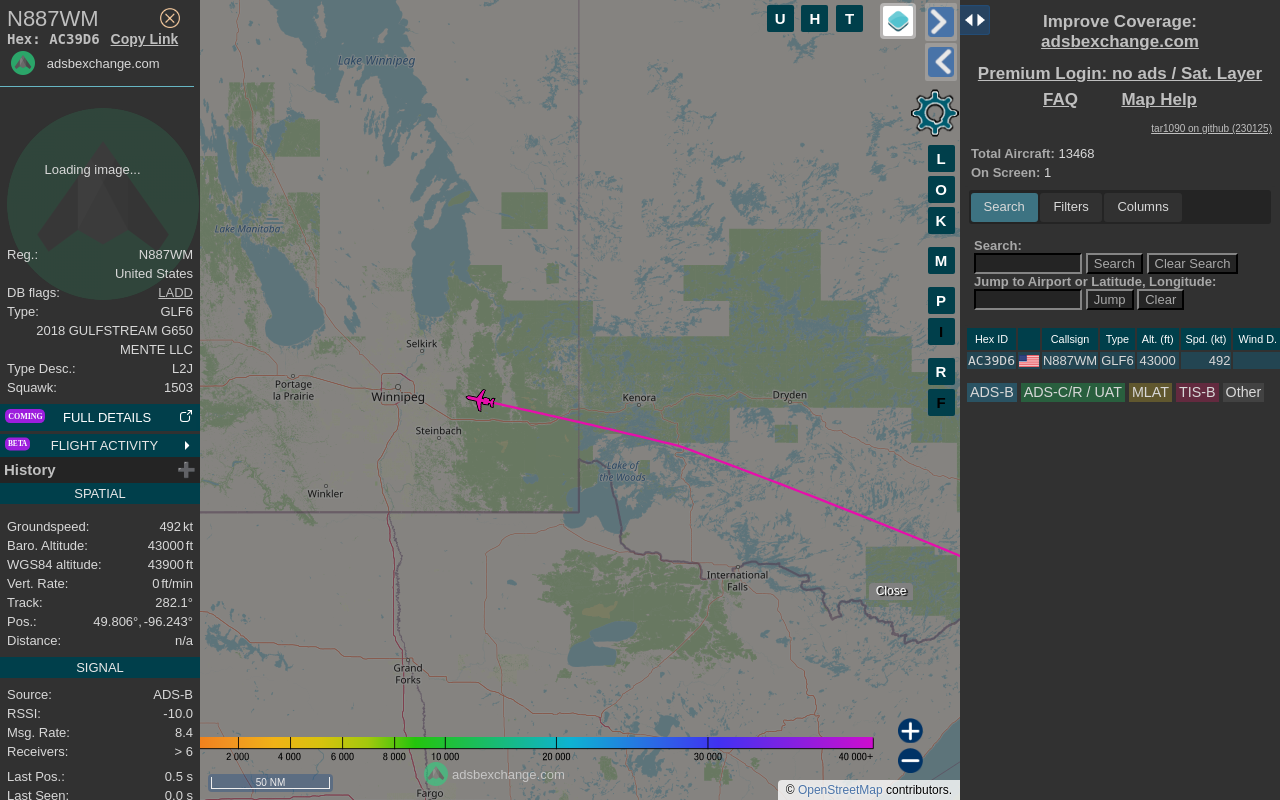 N887WM
Hex: AC39D6 Copy Link
adsbexchange.com
Loading image...
Reg.: N887WM
United States
DB flags: LADD
Type: GLF6
2018 GULFSTREAM G650
MENTE LLC
Type Desc.: L2J
Squawk: 1503
COMING FULL DETAILS
BETA FLIGHT ACTIVITY
History
SPATIAL
Groundspeed: 492 kt
Baro. Altitude: 43000 ft
WGS84 altitude: 43900 ft
Vert. Rate: 0 ft/min
Track: 282.1°
Pos.: 49.806°, -96.243°
Distance: n/a
SIGNAL
Source: ADS-B
RSSI: -10.0
Msg. Rate: 8.4
Receivers: > 6
Last Pos.: 0.5 s
Last Seen: 0.0 s
U H T
L
O
K
M
P
I
R
F
Lake Winnipeg
Lake Manitoba
Selkirk
Portage
la Prairie
Winnipeg
Steinbach
Winkler
Kenora
Dryden
Lake of
the Woods
International
Falls
Close
Grand
Forks
2 000 4 000 6 000 8 000 10 000 20 000 30 000 40 000+
50 NM
adsbexchange.com
Fargo
© OpenStreetMap contributors.
Improve Coverage:
adsbexchange.com
Premium Login: no ads / Sat. Layer
FAQ Map Help
tar1090 on github (230125)
Total Aircraft: 13468
On Screen: 1
Search Filters Columns
Search:
Search Clear Search
Jump to Airport or Latitude, Longitude:
Jump Clear
Hex ID Callsign Type Alt. (ft) Spd. (kt) Wind D.
AC39D6 N887WM GLF6 43000 492
ADS-B ADS-C/R / UAT MLAT TIS-B Other